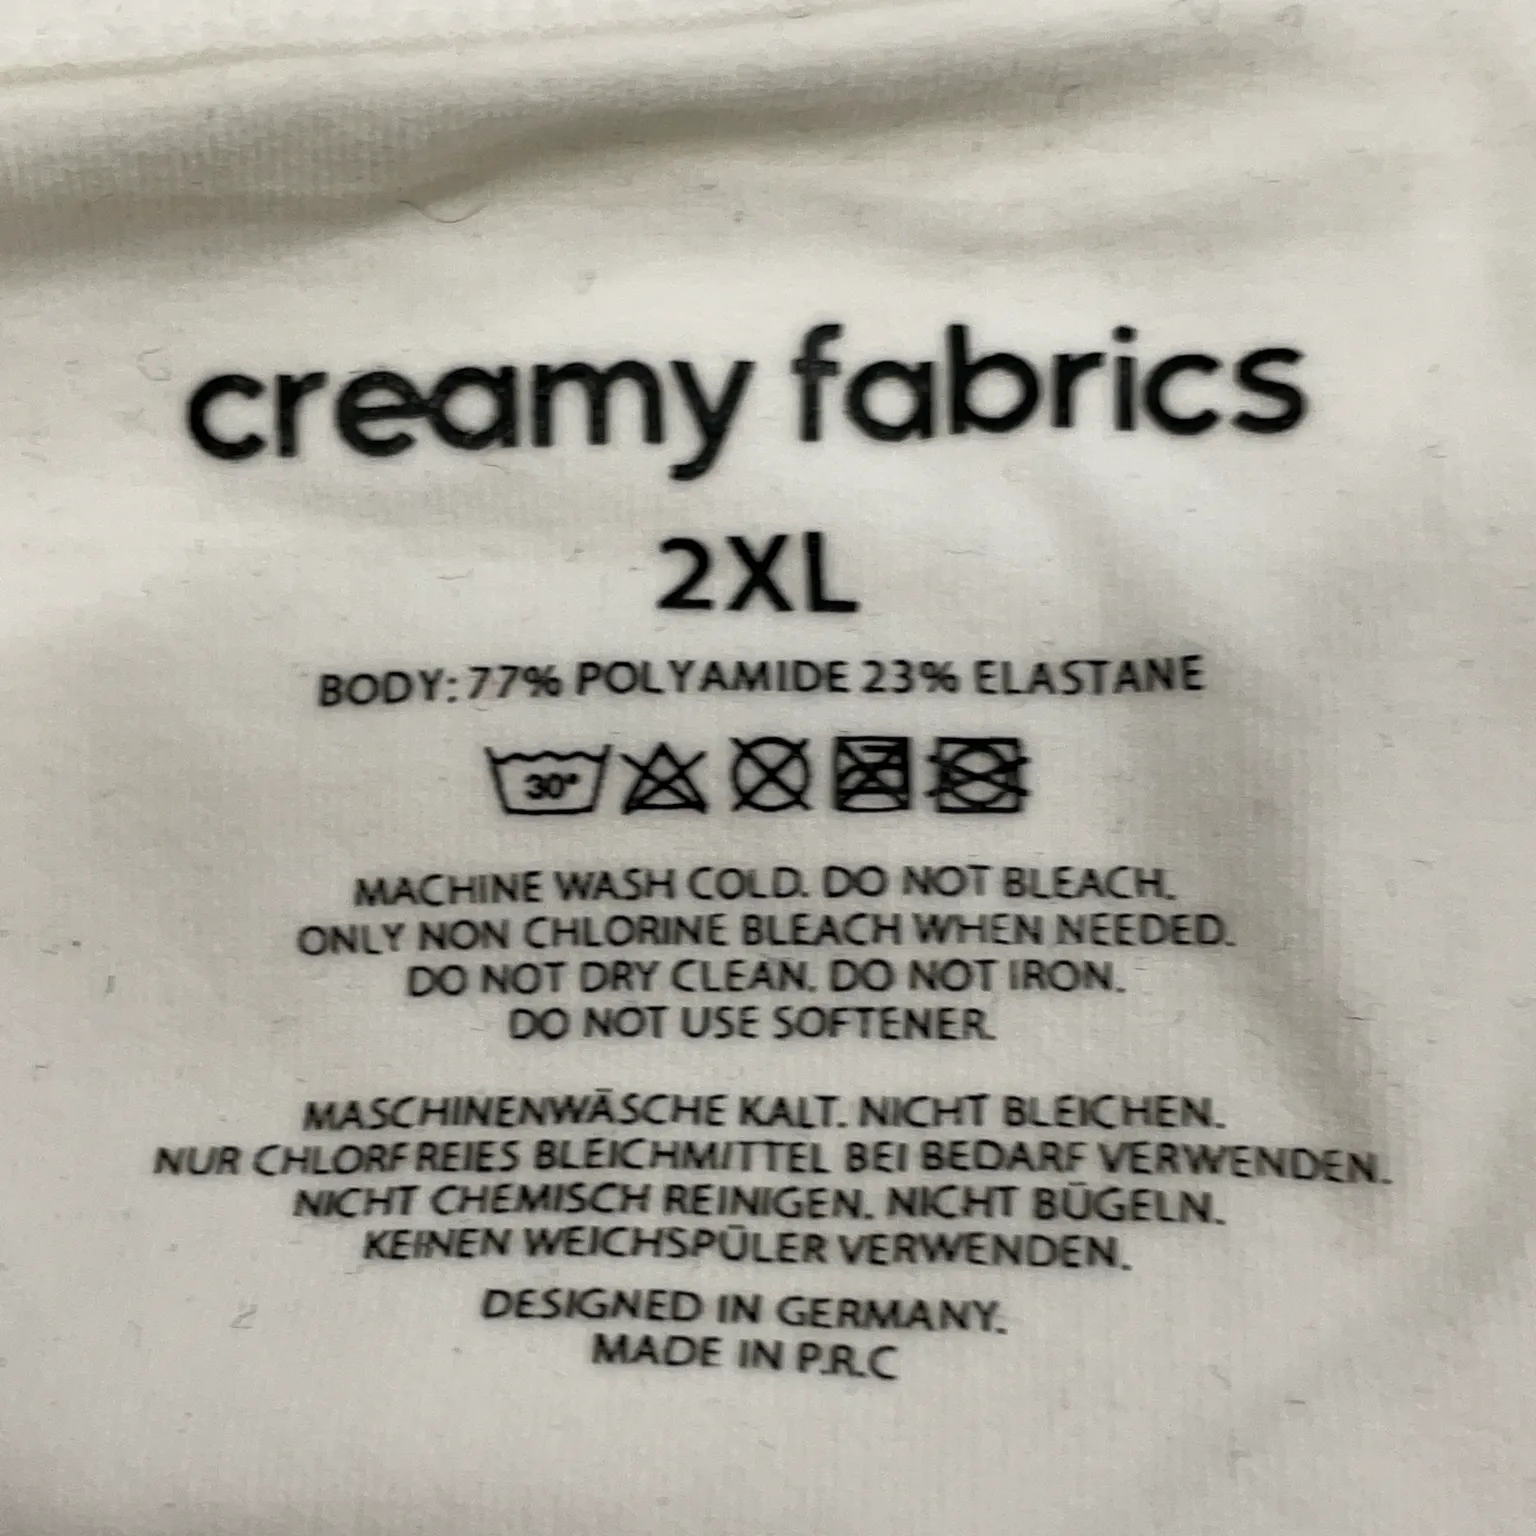 creamy fabrics
2XL
BODY: 77% POLYAMIDE 23% ELASTANE
30°
MACHINE WASH COLD. DO NOT BLEACH.
ONLY NON CHLORINE BLEACH WHEN NEEDED.
DO NOT DRY CLEAN. DO NOT IRON.
DO NOT USE SOFTENER.
MASCHINENWÄSCHE KALT. NICHT BLEICHEN.
NUR CHLORFREIES BLEICHMITTEL BEI BEDARF VERWENDEN.
NICHT CHEMISCH REINIGEN. NICHT BÜGELN.
KEINEN WEICHSPÜLER VERWENDEN.
DESIGNED IN GERMANY.
MADE IN P.R.C